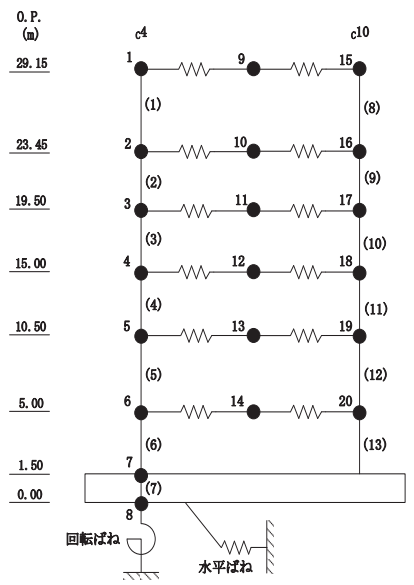 O.P.
(m) c4 c10
29.15 1 9 15
(1) (8)
23.45 2 10 16
(2) (9)
19.50 3 11 17
(3) (10)
15.00 4 12 18
(4) (11)
10.50 5 13 19
(5) (12)
5.00 6 14 20
(6) (13)
1.50 7
(7)
0.00 8
回転ばね
水平ばね